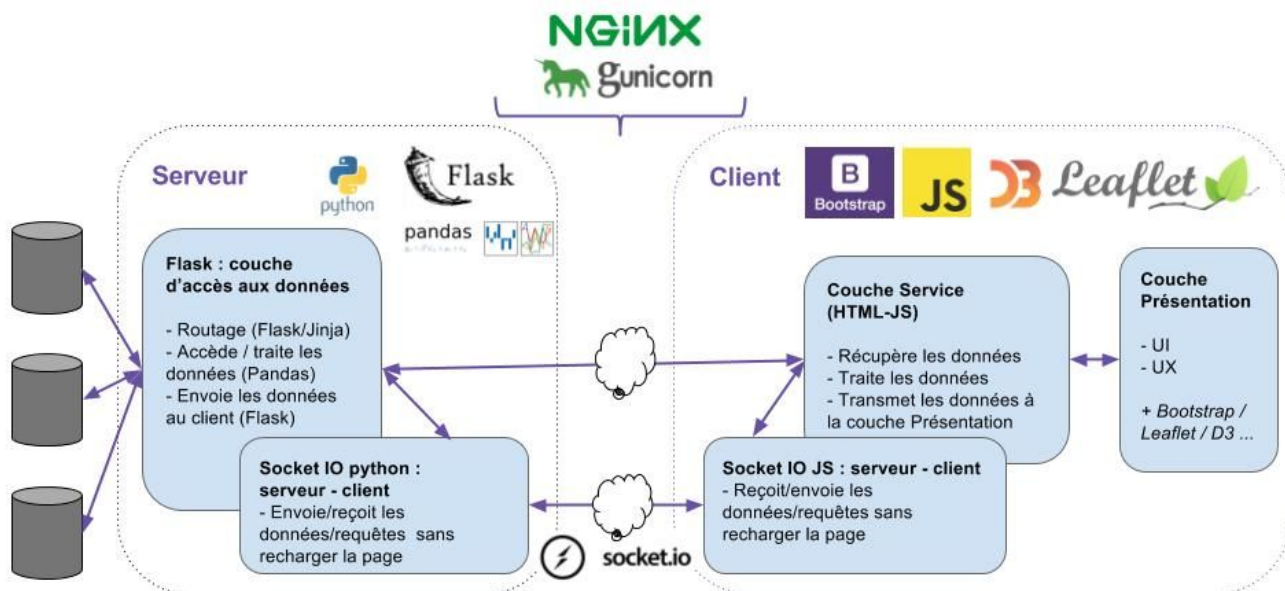 NGiNX
gunicorn
Serveur
python
Flask
pandas
Flask : couche
d'accès aux données
- Routage (Flask/Jinja)
- Accède / traite les
données (Pandas)
- Envoie les données
au client (Flask)
Socket IO python :
serveur - client
- Envoie/reçoit les
données/requêtes sans
recharger la page
socket.io
Client
B
Bootstrap
JS
D3
Leaflet
Couche Service
(HTML-JS)
- Récupère les données
- Traite les données
- Transmet les données à
la couche Présentation
Socket IO JS : serveur - client
- Reçoit/envoie les
données/requêtes sans
recharger la page
Couche
Présentation
- UI
- UX
+ Bootstrap /
Leaflet / D3 ...